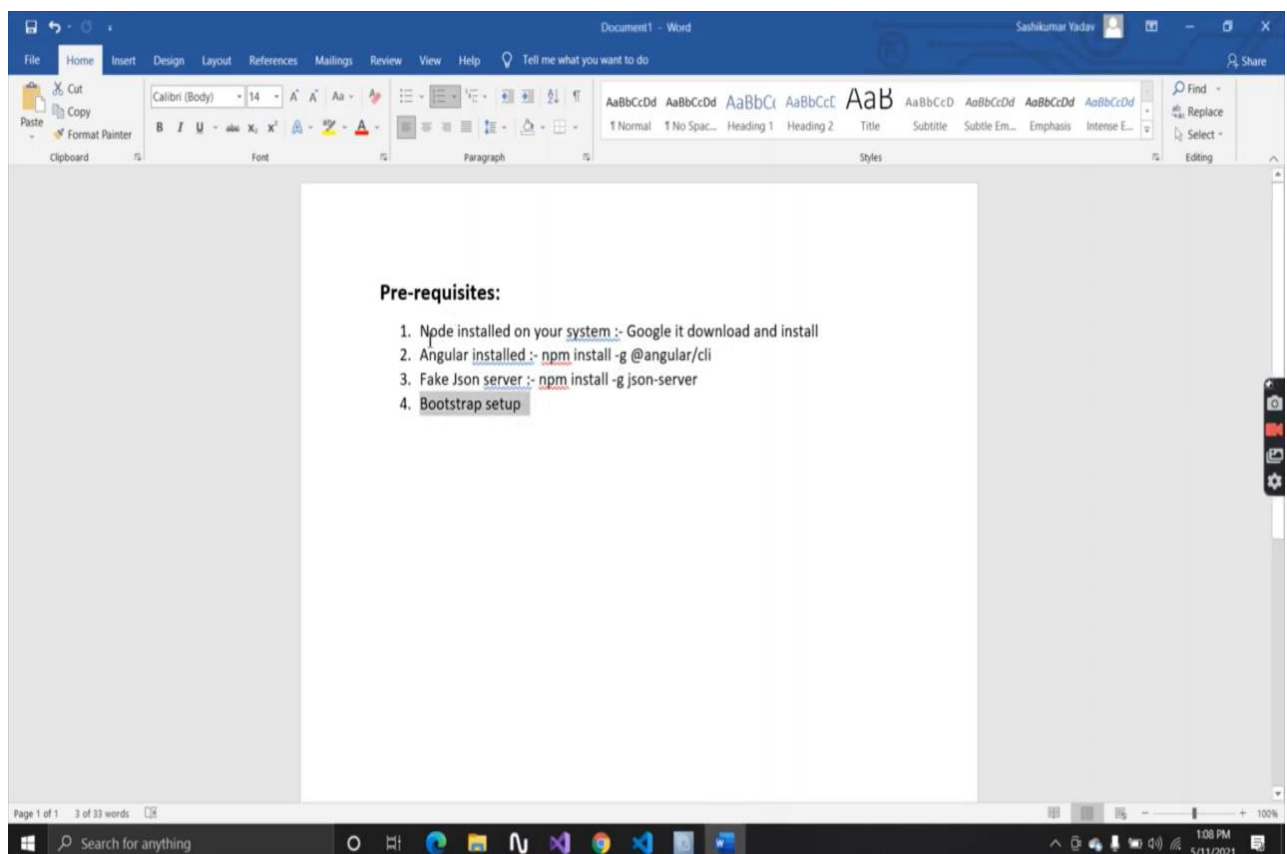 Document1 - Word
Sashikumar Yadav
File Home Insert Design Layout References Mailings Review View Help Tell me what you want to do
Share
Paste
Cut
Copy
Format Painter
Clipboard
Calibri (Body) 14
Font
Paragraph
AaBbCcDd AaBbCcDd AaBbCc AaBbCcC AaB AaBbCcD AaBbCcDd AaBbCcDd AaBbCcDd
¶ Normal ¶ No Spac... Heading 1 Heading 2 Title Subtitle Subtle Em... Emphasis Intense E...
Styles
Find
Replace
Select
Editing
Pre-requisites:
1. Node installed on your system :- Google it download and install
2. Angular installed :- npm install -g @angular/cli
3. Fake Json server :- npm install -g json-server
4. Bootstrap setup
Page 1 of 1 3 of 33 words
100%
Search for anything
1:08 PM
5/11/2021